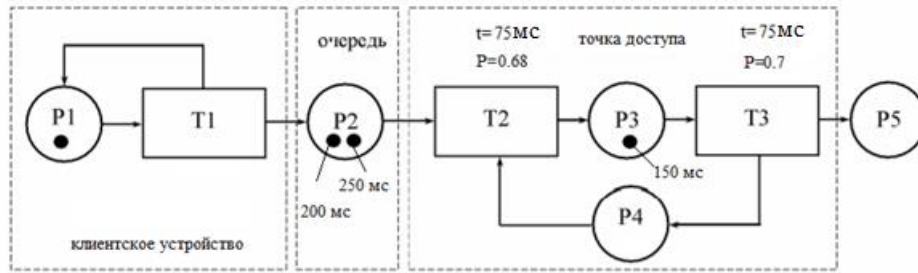 t=75МС
t=75МС
очередь
точка доступа
P=0.68
P=0.7
P1
T1
P2
T2
P3
T3
P5
250 мс
150 мс
200 мс
P4
клиентское устройство